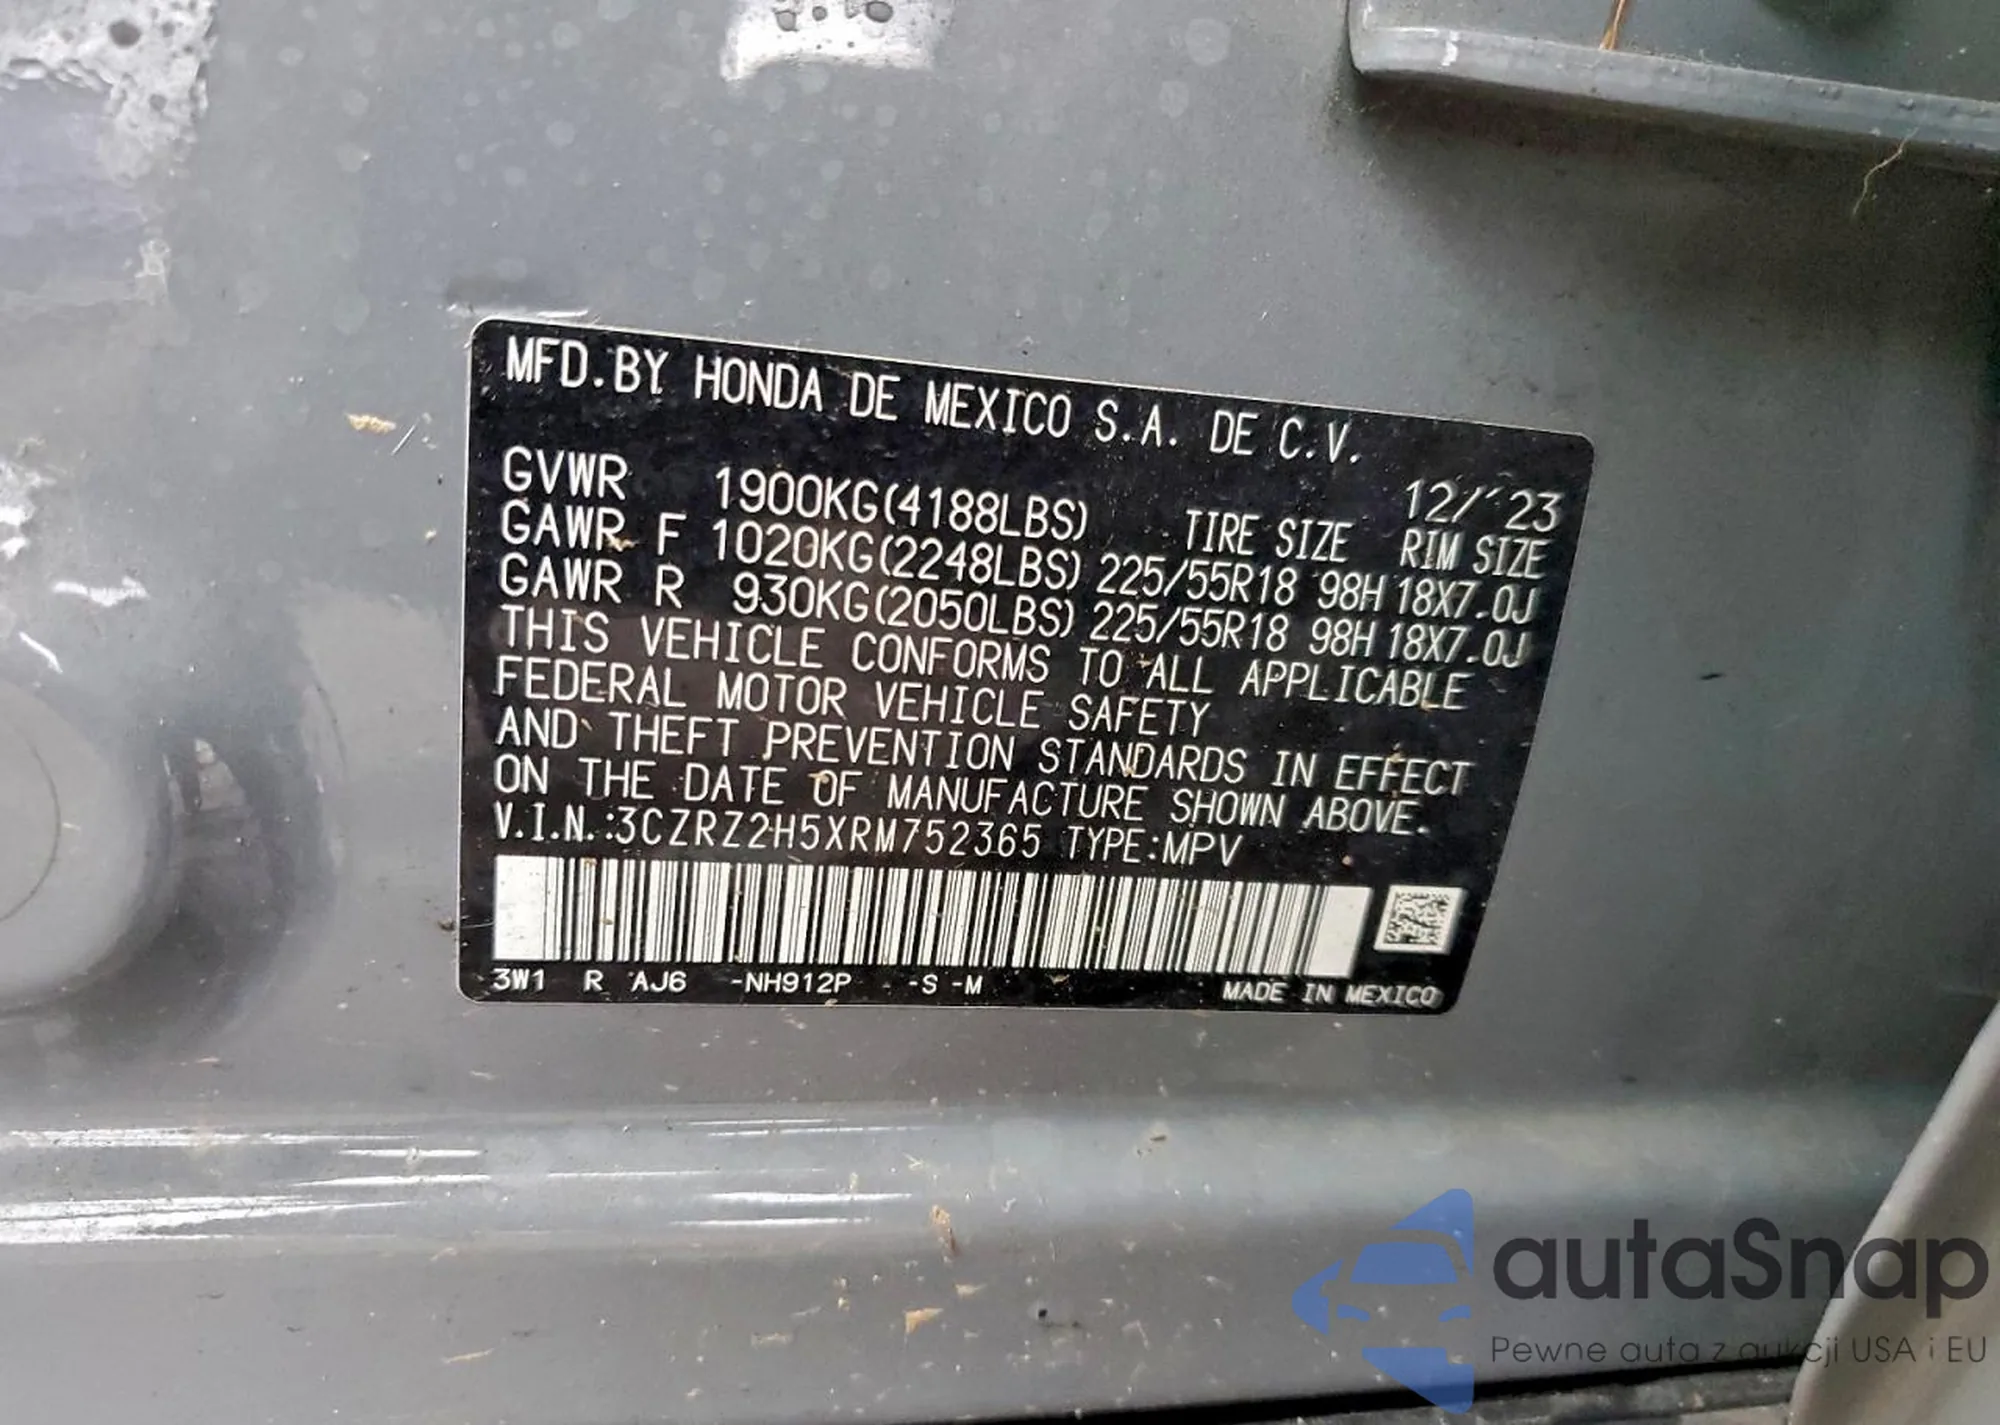 MFD.BY HONDA DE MEXICO S.A. DE C.V.
12/ 23
GVWR 1900KG(4188LBS) TIRE SIZE RIM SIZE
GAWR F 1020KG(2248LBS) 225/55R18 98H 18X7.0J
GAWR R 930KG(2050LBS) 225/55R18 98H 18X7.0J
THIS VEHICLE CONFORMS TO ALL APPLICABLE
FEDERAL MOTOR VEHICLE SAFETY
AND THEFT PREVENTION STANDARDS IN EFFECT
ON THE DATE OF MANUFACTURE SHOWN ABOVE.
V.I.N.:3CZRZ2H5XRM752365 TYPE:MPV
3W1 R AJ6 -NH912P -S -M MADE IN MEXICO
autaSnap
Pewne auta z aukcji USA i EU